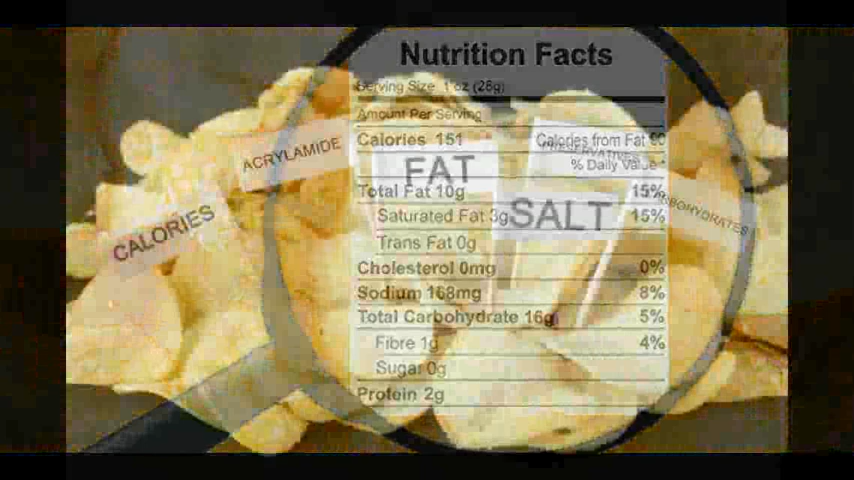 Nutrition Facts
Serving Size 1 oz (28g)
Amount Per Serving
Calories 151 Calories from Fat 90
% Daily Value*
Total Fat 10g 15%
Saturated Fat 3g 15%
Trans Fat 0g
Cholesterol 0mg 0%
Sodium 168mg 8%
Total Carbohydrate 16g 5%
Fibre 1g 4%
Sugar 0g
Protein 2g
ACRYLAMIDE
PRESERVATIVES
FAT
SALT
CALORIES